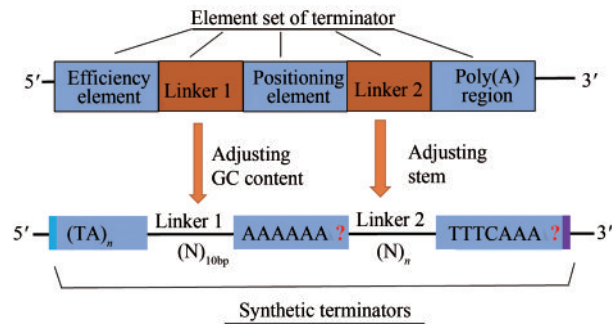 Element set of terminator
5′ Efficiency element Linker 1 Positioning element Linker 2 Poly(A) region 3′
Adjusting GC content
Adjusting stem
5′ (TA)n Linker 1 (N)10bp AAAAAA? Linker 2 (N)n TTTCAAA? 3′
Synthetic terminators